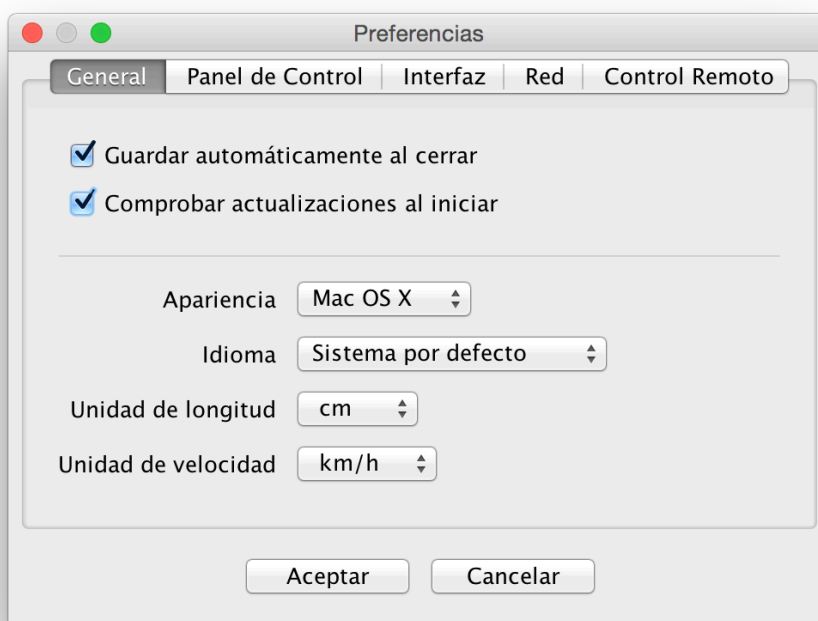 Preferencias
General Panel de Control Interfaz Red Control Remoto
Guardar automáticamente al cerrar
Comprobar actualizaciones al iniciar
Apariencia Mac OS X
Idioma Sistema por defecto
Unidad de longitud cm
Unidad de velocidad km/h
Aceptar Cancelar